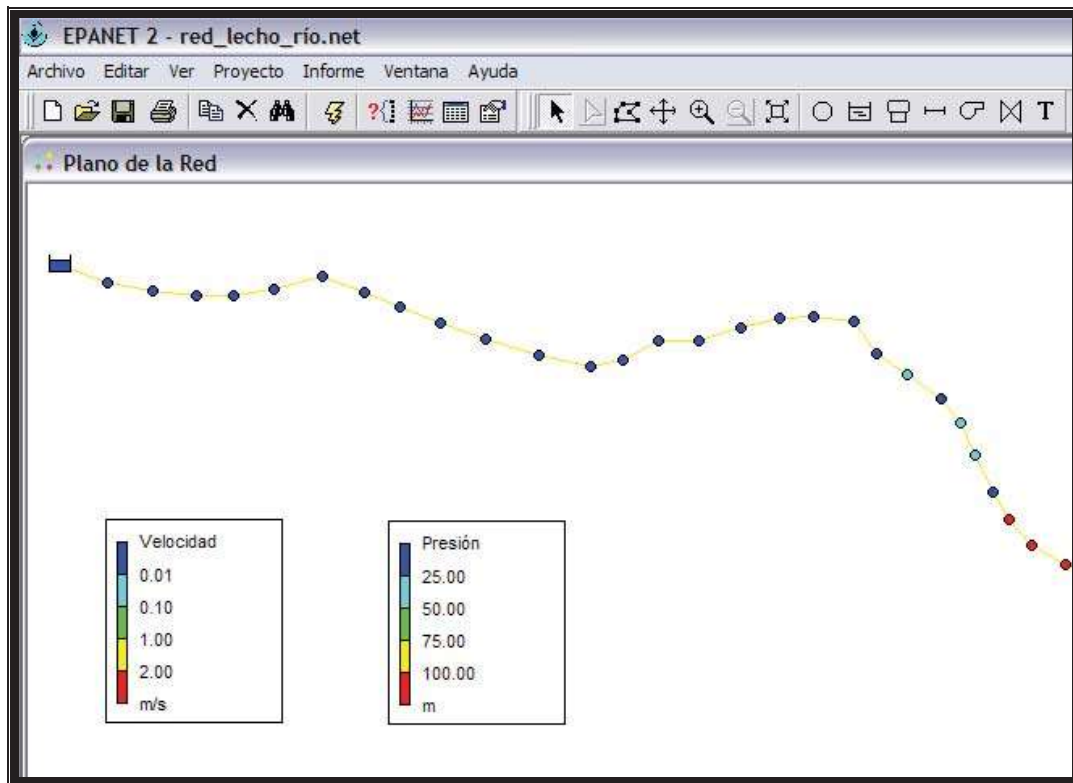 EPANET 2 - red_lecho_río.net
Archivo Editar Ver Proyecto Informe Ventana Ayuda
T
Plano de la Red
Velocidad
0.01
0.10
1.00
2.00
m/s
Presión
25.00
50.00
75.00
100.00
m